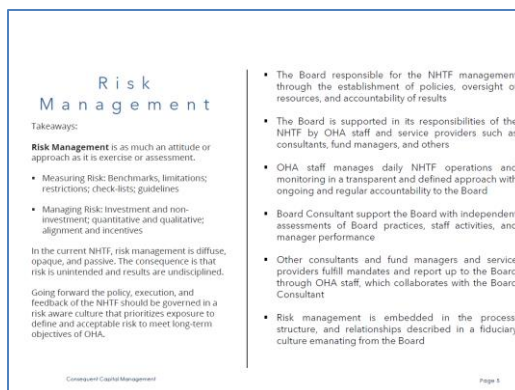 Risk
Management
Takeaways:
Risk Management is as much an attitude or
approach as it is exercise or assessment.
▪ Measuring Risk: Benchmarks, limitations;
restrictions; check-lists; guidelines
▪ Managing Risk: Investment and non-
investment; quantitative and qualitative;
alignment and incentives
In the current NHTF, risk management is diffuse,
opaque, and passive. The consequence is that
risk is unintended and results are undisciplined.
Going forward the policy, execution, and
feedback of the NHTF should be governed in a
risk aware culture that prioritizes exposure to
define and acceptable risk to meet long-term
objectives of OHA.
▪ The Board responsible for the NHTF management
through the establishment of policies, oversight o
resources, and accountability of results
▪ The Board is supported in its responsibilities of the
NHTF by OHA staff and service providers such as
consultants, fund managers, and others
▪ OHA staff manages daily NHTF operations and
monitoring in a transparent and defined approach with
ongoing and regular accountability to the Board
▪ Board Consultant support the Board with independent
assessments of Board practices, staff activities, and
manager performance
▪ Other consultants and fund managers and service
providers fulfill mandates and report up to the Board
through OHA staff, which collaborates with the Board
Consultant
▪ Risk management is embedded in the process
structure, and relationships described in a fiduciary
culture emanating from the Board
Consequent Capital Management
Page 5